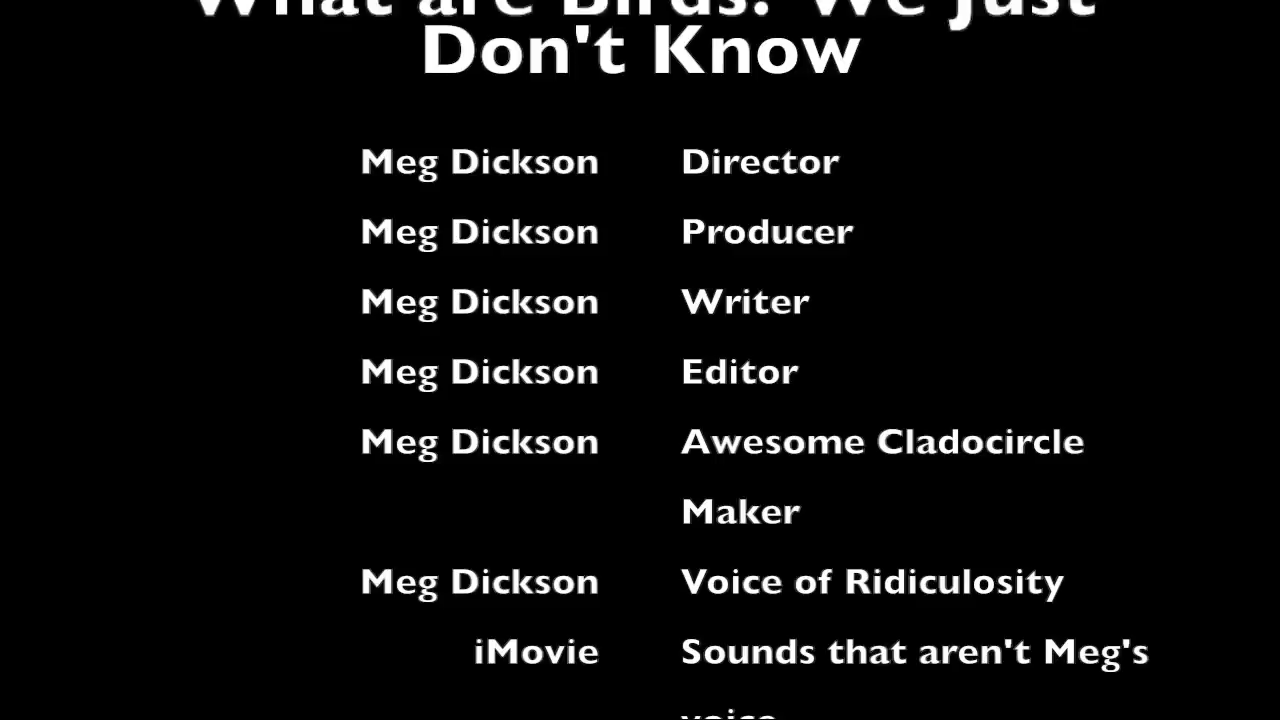 What are Birds? We Just
Don't Know
Meg Dickson Director
Meg Dickson Producer
Meg Dickson Writer
Meg Dickson Editor
Meg Dickson Awesome Cladocircle
Maker
Meg Dickson Voice of Ridiculosity
iMovie Sounds that aren't Meg's
voice